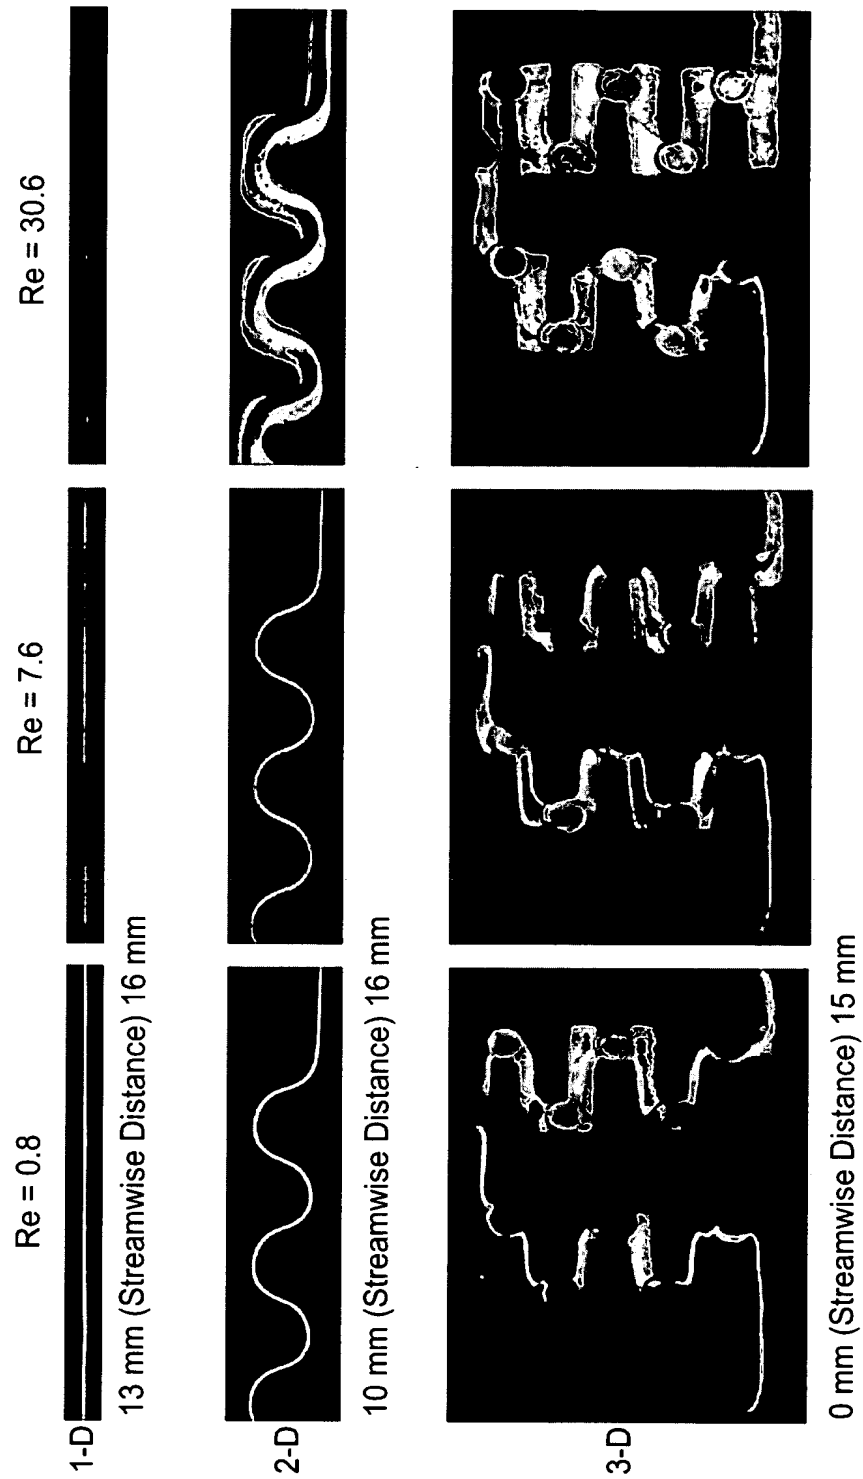 Re = 0.8
Re = 7.6
Re = 30.6
1-D
13 mm (Streamwise Distance) 16 mm
2-D
10 mm (Streamwise Distance) 16 mm
3-D
0 mm (Streamwise Distance) 15 mm